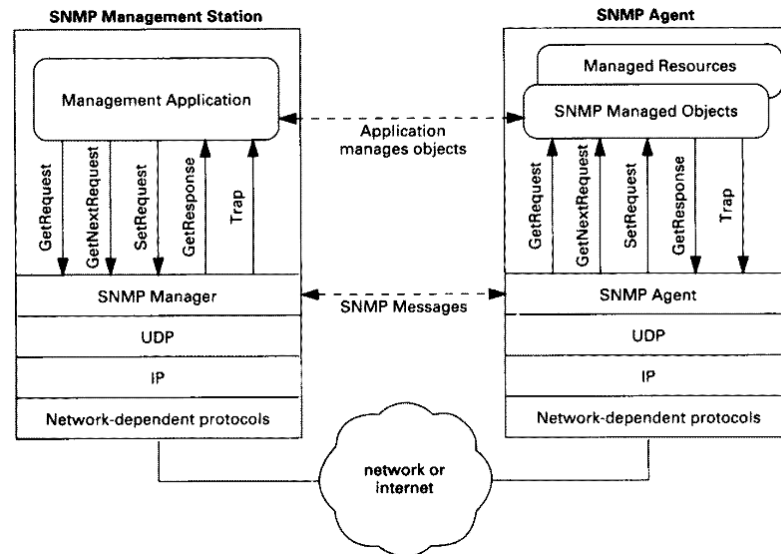 SNMP Management Station
SNMP Agent
Management Application
Managed Resources
SNMP Managed Objects
Application
manages objects
GetRequest
GetNextRequest
SetRequest
GetResponse
Trap
GetRequest
GetNextRequest
SetRequest
GetResponse
Trap
SNMP Manager
SNMP Messages
SNMP Agent
UDP
UDP
IP
IP
Network-dependent protocols
Network-dependent protocols
network or
internet